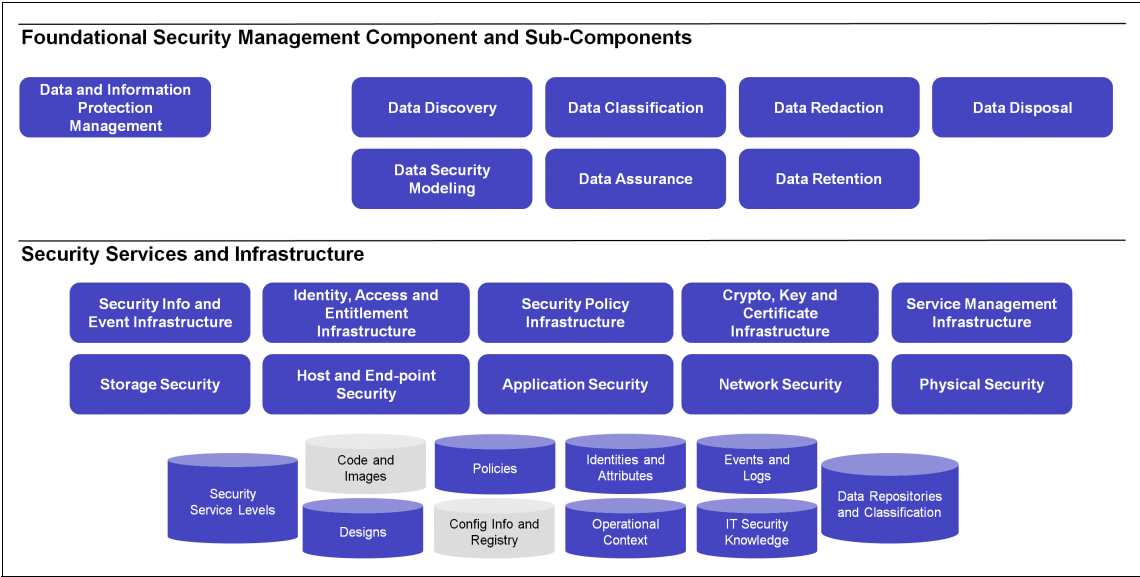 Foundational Security Management Component and Sub-Components
Data and Information
Protection
Management
Data Discovery
Data Classification
Data Redaction
Data Disposal
Data Security
Modeling
Data Assurance
Data Retention
Security Services and Infrastructure
Security Info and
Event Infrastructure
Identity, Access and
Entitlement
Infrastructure
Security Policy
Infrastructure
Crypto, Key and
Certificate
Infrastructure
Service Management
Infrastructure
Storage Security
Host and End-point
Security
Application Security
Network Security
Physical Security
Security
Service Levels
Code and
Images
Policies
Identities and
Attributes
Events and
Logs
Data Repositories
and Classification
Designs
Config Info and
Registry
Operational
Context
IT Security
Knowledge